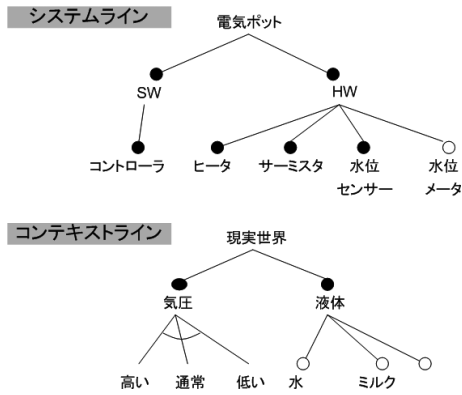 システムライン
電気ポット
SW
HW
コントローラ
ヒータ
サーミスタ
水位
センサー
水位
メータ
コンテキストライン
現実世界
気圧
液体
高い
通常
低い
水
ミルク